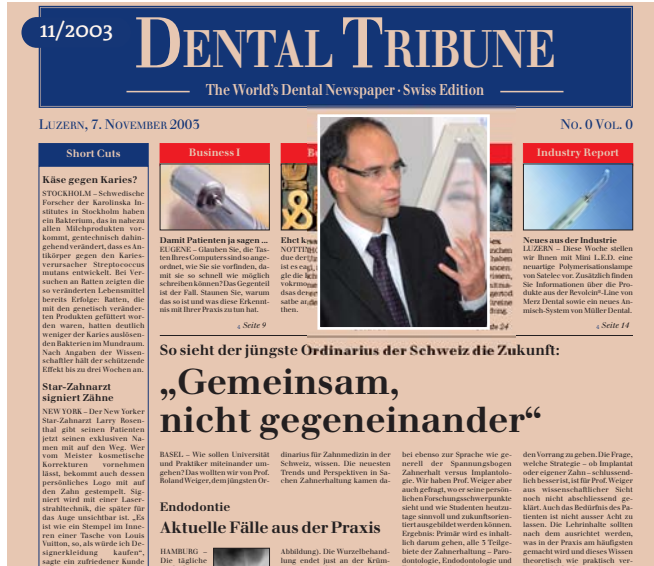 11/2003
DENTAL TRIBUNE
The World's Dental Newspaper · Swiss Edition
LUZERN, 7. NOVEMBER 2003
NO. 0 VOL. 0
Short Cuts
Käse gegen Karies?
STOCKHOLM – Schwedische
Forscher der Karolinska In-
stitutes in Stockholm haben
ein Bakterium, das in nahezu
allen Milchprodukten vor-
kommt, gentechnisch dahin-
gehend verändert, dass es An-
tikörper gegen den Karies-
verursacher Streptococcus
mutans entwickelt. Bei Ver-
suchen an Ratten zeigten die
so veränderten Lebensmittel
bereits Erfolge: Ratten, die
mit den genetisch veränder-
ten Produkten gefüttert wor-
den waren, hatten deutlich
weniger der Karies auslösen-
den Bakterien im Mundraum.
Nach Angaben der Wissen-
schaftler hält der schützende
Effekt bis zu drei Wochen an.
Star-Zahnarzt
signiert Zähne
NEW YORK – Der New Yorker
Star-Zahnarzt Larry Rosen-
thal gibt seinen Patienten
jetzt seinen exklusiven Na-
men mit auf den Weg. Wer
vom Meister kosmetische
Korrekturen vornehmen
lässt, bekommt auch dessen
persönliches Logo mit auf
den Zahn gestempelt. Sig-
niert wird mit einer Laser-
strahltechnik, die später für
das Auge unsichtbar ist. „Es
ist wie ein Stempel im Inne-
ren einer Tasche von Louis
Vuitton, so, als würde ich De-
signerkleidung kaufen",
sagte ein zufriedener Kunde
Business I
Damit Patienten ja sagen ...
EUGENE – Glauben Sie, die Tas-
ten Ihres Computers sind so ange-
ordnet, wie Sie sie vorfinden, da-
mit sie so schnell wie möglich
schreiben können? Das Gegenteil
ist der Fall. Staunen Sie, warum
das so ist und was diese Erkennt-
nis mit Ihrer Praxis zu tun hat.
Seite 9
Industry Report
Neues aus der Industrie
LUZERN – Diese Woche stellen
wir Ihnen mit Mini L.E.D. eine
neuartige Polymerisationslampe
von Satelec vor. Zusätzlich finden
Sie Informationen über die Pro-
dukte aus der Revolcin®-Line von
Merz Dental sowie ein neues An-
misch-System von Müller Dental.
Seite 14
So sieht der jüngste Ordinarius der Schweiz die Zukunft:
„Gemeinsam,
nicht gegeneinander“
BASEL – Wie sollen Universität
und Praktiker miteinander um-
gehen? Das wollten wir von Prof.
Roland Weiger, dem jüngsten Or-
dinarius für Zahnmedizin in der
Schweiz, wissen. Die neuesten
Trends und Perspektiven in Sa-
chen Zahnerhaltung kamen da-
bei ebenso zur Sprache wie ge-
nerell der Spannungsbogen
Zahnerhalt versus Implantolo-
gie. Wir haben Prof. Weiger aber
auch gefragt, wo er seine persön-
lichen Forschungsschwerpunkte
sieht und wie Studenten heutzu-
tage sinnvoll und zukunftsorien-
tiert ausgebildet werden können.
Ergebnis: Primär wird es inhalt-
lich darum gehen, alle 3 Teilge-
biete der Zahnerhaltung – Paro-
dontologie, Endodontologie und
den Vorrang zu geben. Die Frage,
welche Strategie – ob Implantat
oder eigener Zahn – schlussend-
lich besser ist, ist für Prof. Weiger
aus wissenschaftlicher Sicht
noch nicht abschliessend ge-
klärt. Auch das Bedürfnis des Pa-
tienten ist nicht ausser Acht zu
lassen. Die Lehrinhalte sollten
nach dem ausrichtet werden,
was in der Praxis am häufigsten
gemacht wird und dieses Wissen
theoretisch wie praktisch ver-
Endodontie
Aktuelle Fälle aus der Praxis
HAMBURG –
Die tägliche
Abbildung). Die Wurzelbehand-
lung endet just an der Krüm-